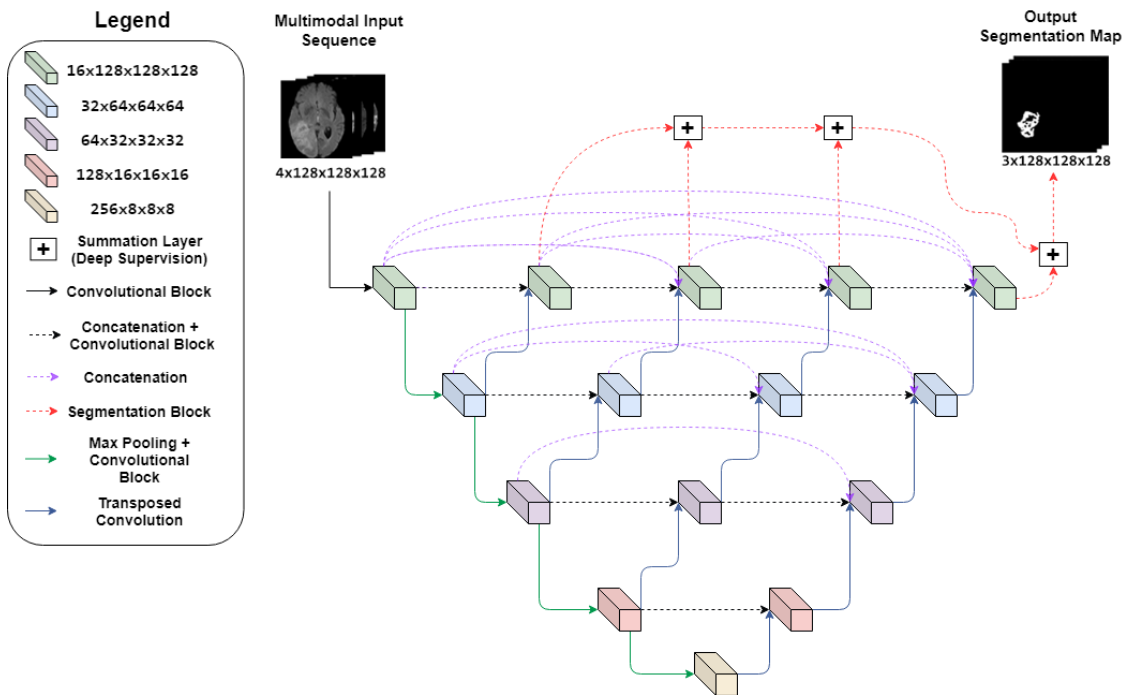 Legend
16x128x128x128
32x64x64x64
64x32x32x32
128x16x16x16
256x8x8x8
+
Summation Layer
(Deep Supervision)
Convolutional Block
Concatenation +
Convolutional Block
Concatenation
Segmentation Block
Max Pooling +
Convolutional
Block
Transposed
Convolution
Multimodal Input
Sequence
4x128x128x128
+
+
Output
Segmentation Map
3x128x128x128
+